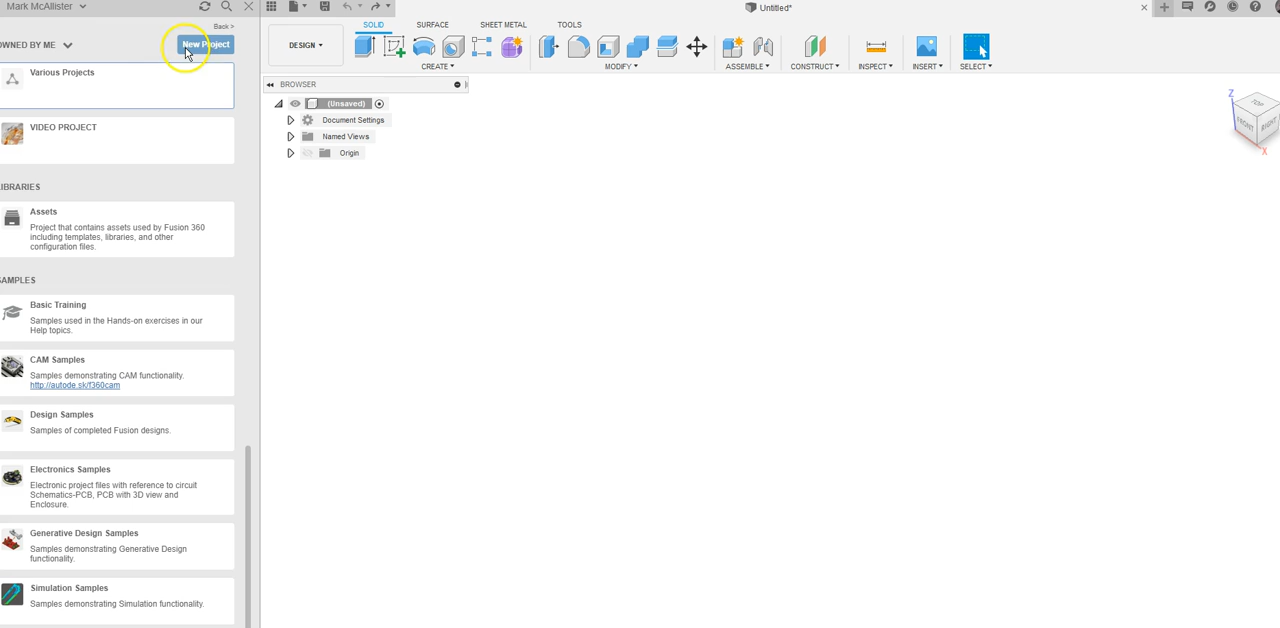 Mark McAllister
Back >
OWNED BY ME
New Project
Various Projects
VIDEO PROJECT
LIBRARIES
Assets
Project that contains assets used by Fusion 360
including templates, libraries, and other
configuration files.
SAMPLES
Basic Training
Samples used in the Hands-on exercises in our
Help topics.
CAM Samples
Samples demonstrating CAM functionality.
http://autode.sk/f360cam
Design Samples
Samples of completed Fusion designs.
Electronics Samples
Electronic project files with reference to circuit
Schematics-PCB, PCB with 3D view and
Enclosure.
Generative Design Samples
Samples demonstrating Generative Design
functionality.
Simulation Samples
Samples demonstrating Simulation functionality.
Untitled*
SOLID
SURFACE
SHEET METAL
TOOLS
DESIGN
CREATE
MODIFY
ASSEMBLE
CONSTRUCT
INSPECT
INSERT
SELECT
BROWSER
(Unsaved)
Document Settings
Named Views
Origin
Z
TOP
FRONT
RIGHT
X